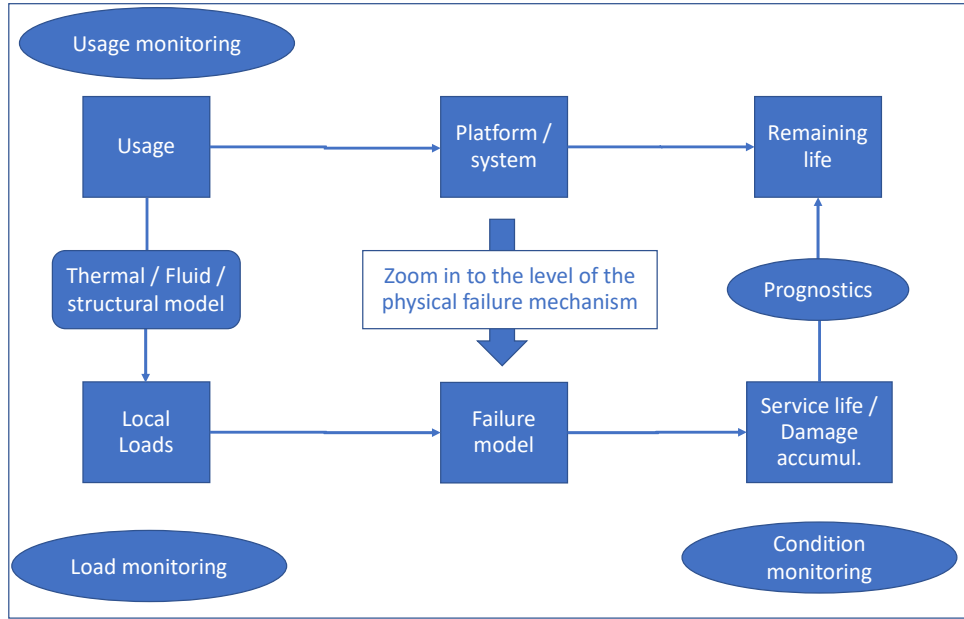 Usage monitoring
Usage
Platform /
system
Remaining
life
Thermal / Fluid /
structural model
Zoom in to the level of the
physical failure mechanism
Prognostics
Local
Loads
Failure
model
Service life /
Damage
accumul.
Load monitoring
Condition
monitoring